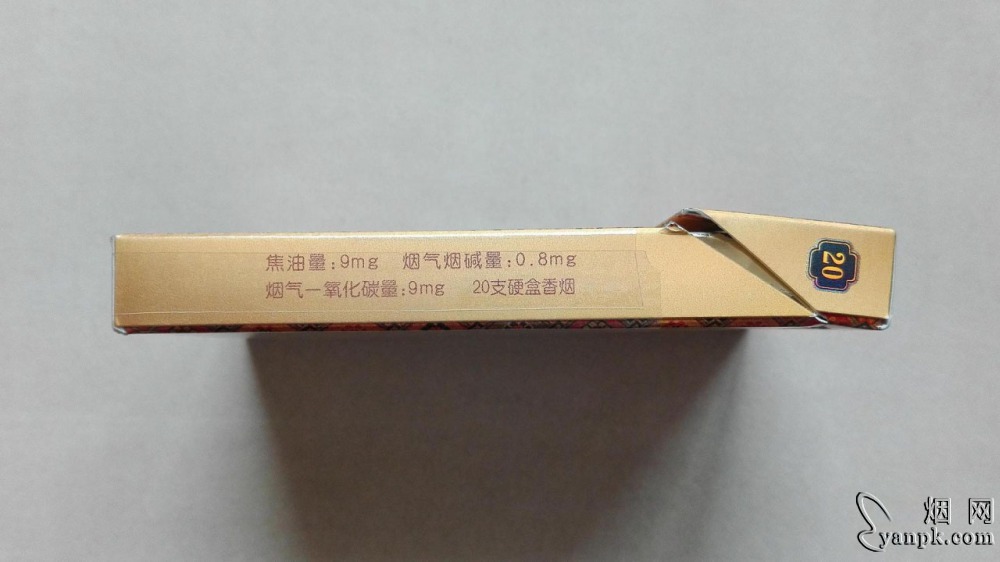 焦油量:9mg 烟气烟碱量:0.8mg
烟气一氧化碳量:9mg 20支硬盒香烟
20
烟网
yanpk.com